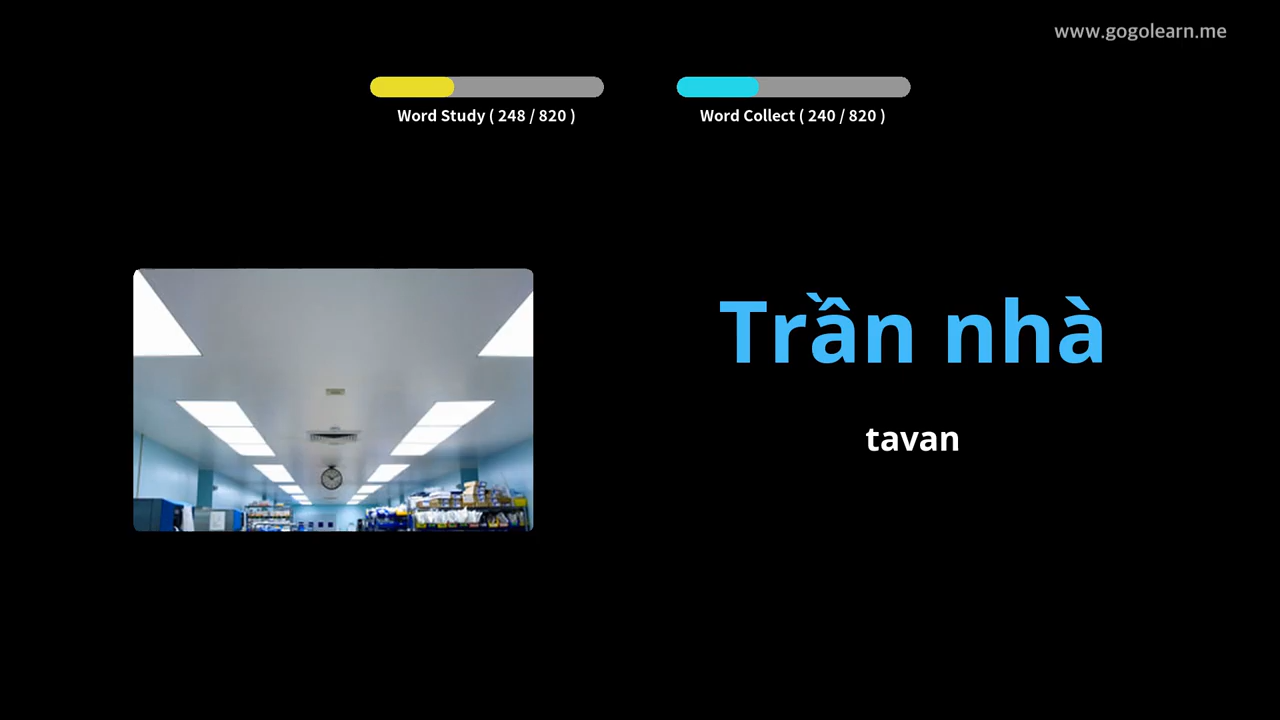 www.gogolearn.me
Word Study ( 248 / 820 )
Word Collect ( 240 / 820 )
Trần nhà
tavan